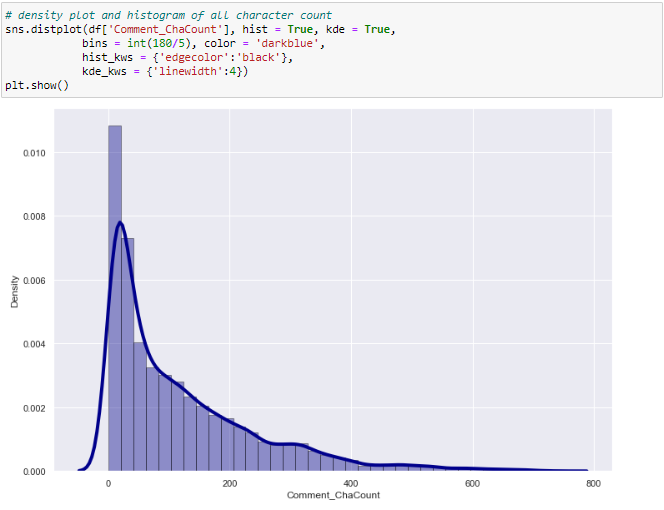 # density plot and histogram of all character count
sns.distplot(df['Comment_ChaCount'], hist = True, kde = True,
bins = int(180/5), color = 'darkblue',
hist_kws = {'edgecolor':'black'},
kde_kws = {'linewidth':4})
plt.show()
0.010
0.008
0.006
0.004
0.002
0.000
Density
0 200 400 600 800
Comment_ChaCount